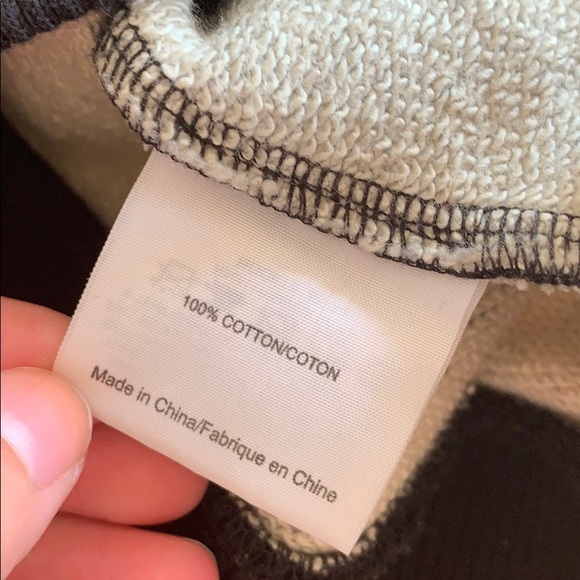 100% COTTON/COTON
Made in China/Fabrique en Chine